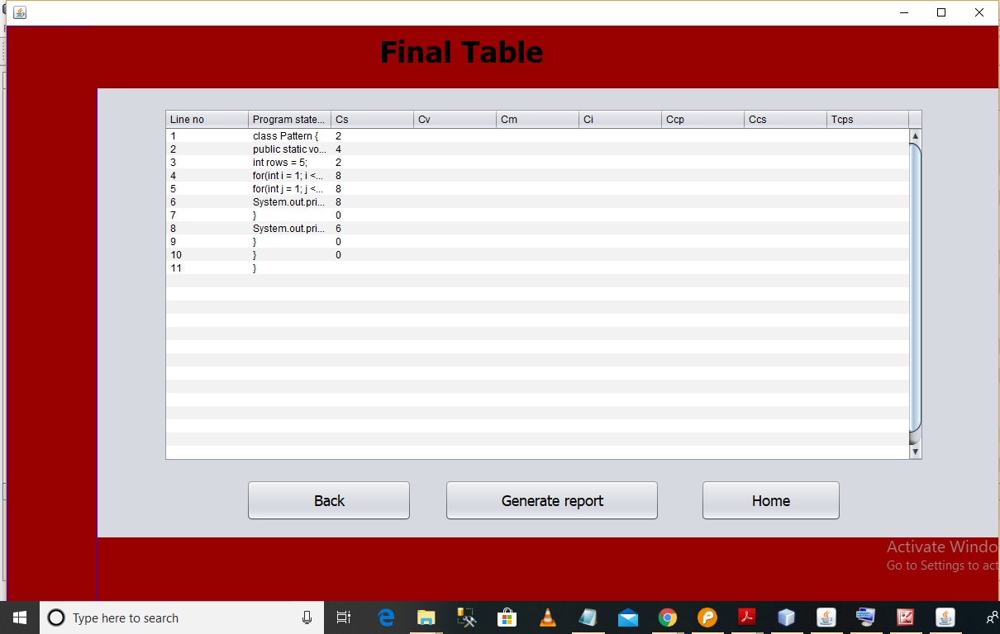 Final Table
Line no Program state... Cs Cv Cm Ci Ccp Ccs Tcps
1 class Pattern { 2
2 public static vo... 4
3 int rows = 5; 2
4 for(int i = 1; i <... 8
5 for(int j = 1; j <... 8
6 System.out.pri... 8
7 } 0
8 System.out.pri... 6
9 } 0
10 } 0
11 }
Back Generate report Home
Activate Windo
Go to Settings to act
Type here to search